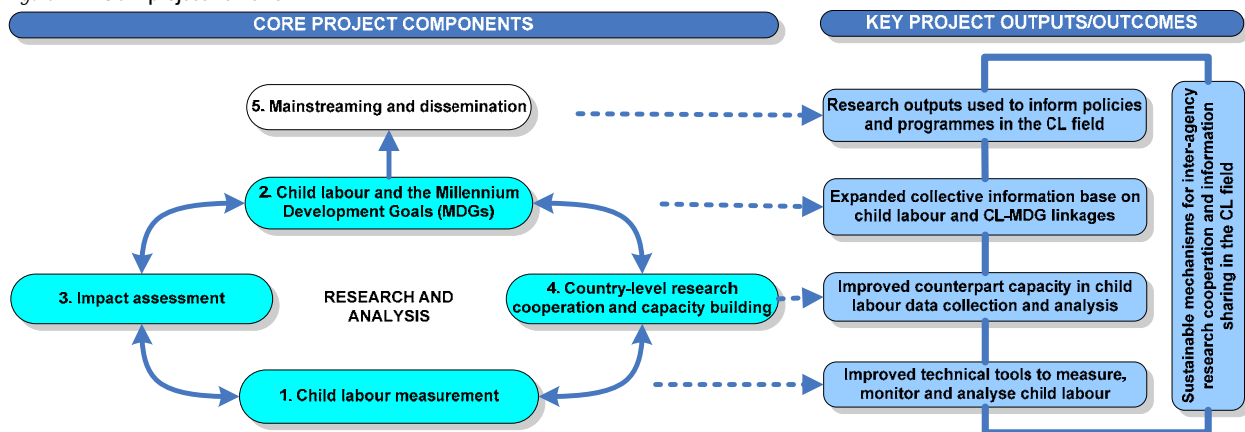 CORE PROJECT COMPONENTS
KEY PROJECT OUTPUTS/OUTCOMES
5. Mainstreaming and dissemination
Research outputs used to inform policies
and programmes in the CL field
2. Child labour and the Millennium
Development Goals (MDGs)
Expanded collective information base on
child labour and CL-MDG linkages
3. Impact assessment
RESEARCH AND
ANALYSIS
4. Country-level research
cooperation and capacity building
Improved counterpart capacity in child
labour data collection and analysis
1. Child labour measurement
Improved technical tools to measure,
monitor and analyse child labour
Sustainable mechanisms for inter-agency
research cooperation and information
sharing in the CL field